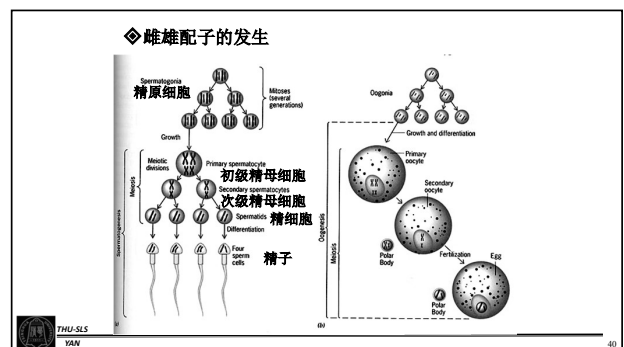 雌雄配子的发生
Spermatogonia
精原细胞
Mitoses
(several
generations)
Growth
Meiotic
divisions
Primary spermatocyte
初级精母细胞
Secondary spermatocytes
次级精母细胞
Spermatids
精细胞
Differentiation
Four
sperm
cells
精子
Meiosis
Spermatogenesis
Oogonia
Growth and differentiation
Primary
oocyte
Secondary
oocyte
Polar
Body
Fertilization
Egg
Polar
Body
Oogenesis
Meiosis
(b)
THU-SLS
YAN
40